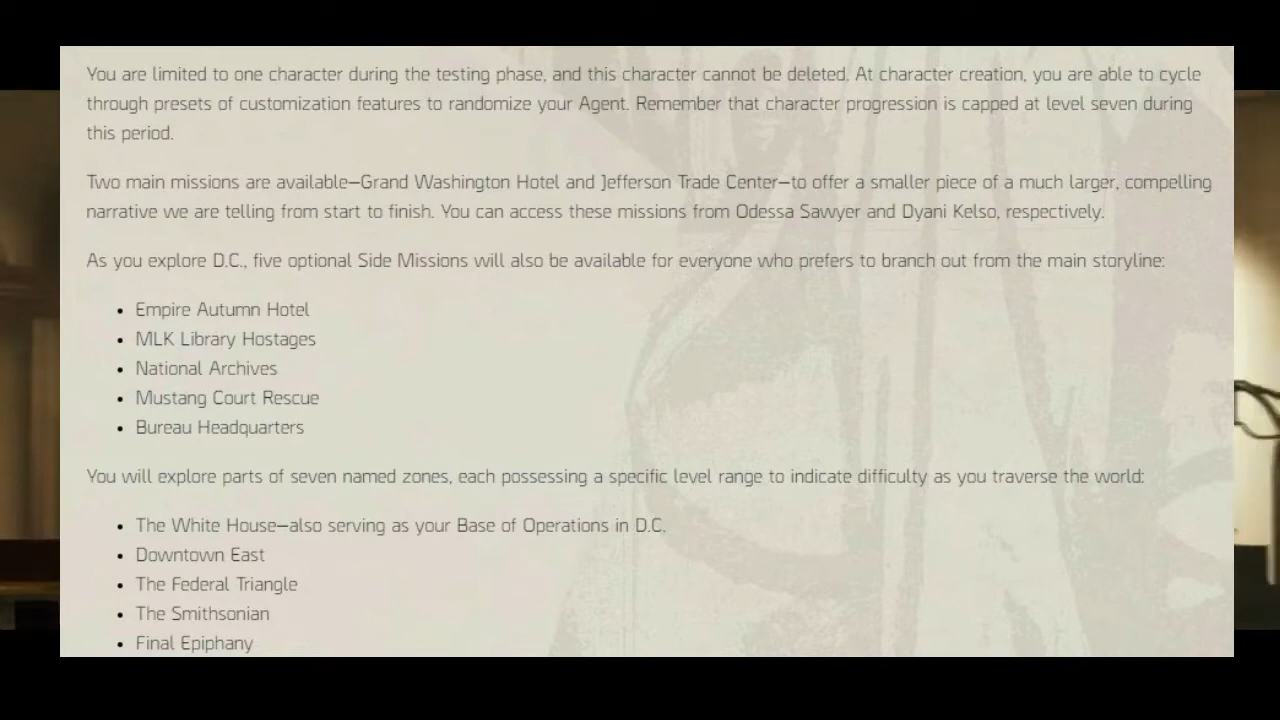 You are limited to one character during the testing phase, and this character cannot be deleted. At character creation, you are able to cycle
through presets of customization features to randomize your Agent. Remember that character progression is capped at level seven during
this period.
Two main missions are available—Grand Washington Hotel and Jefferson Trade Center—to offer a smaller piece of a much larger, compelling
narrative we are telling from start to finish. You can access these missions from Odessa Sawyer and Dyani Kelso, respectively.
As you explore D.C., five optional Side Missions will also be available for everyone who prefers to branch out from the main storyline:
• Empire Autumn Hotel
• MLK Library Hostages
• National Archives
• Mustang Court Rescue
• Bureau Headquarters
You will explore parts of seven named zones, each possessing a specific level range to indicate difficulty as you traverse the world:
• The White House—also serving as your Base of Operations in D.C.
• Downtown East
• The Federal Triangle
• The Smithsonian
• Final Epiphany